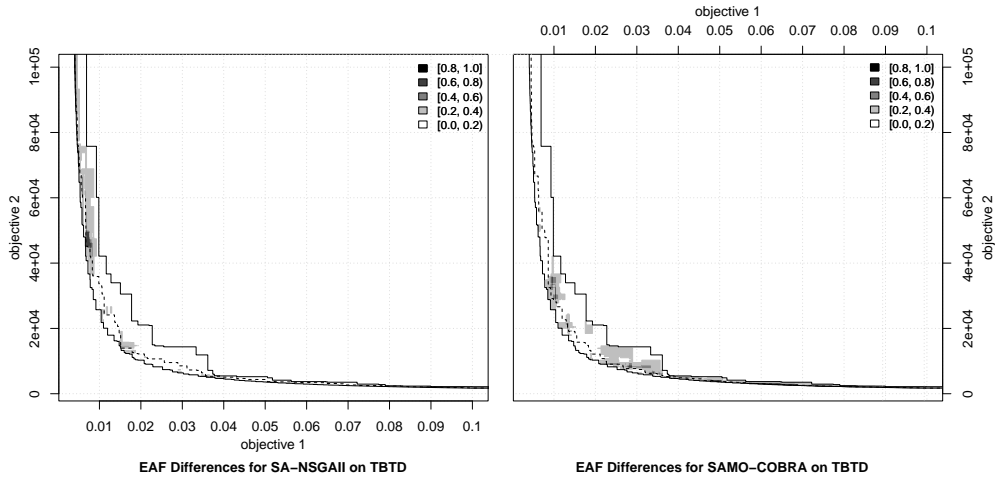 objective 1
0.01 0.02 0.03 0.04 0.05 0.06 0.07 0.08 0.09 0.1
objective 2
0 2e+04 4e+04 6e+04 8e+04 1e+05
[0.8, 1.0]
[0.6, 0.8)
[0.4, 0.6)
[0.2, 0.4)
[0.0, 0.2)
[0.8, 1.0]
[0.6, 0.8)
[0.4, 0.6)
[0.2, 0.4)
[0.0, 0.2)
0 2e+04 4e+04 6e+04 8e+04 1e+05
objective 2
0.01 0.02 0.03 0.04 0.05 0.06 0.07 0.08 0.09 0.1
objective 1
EAF Differences for SA−NSGAII on TBTD
EAF Differences for SAMO−COBRA on TBTD